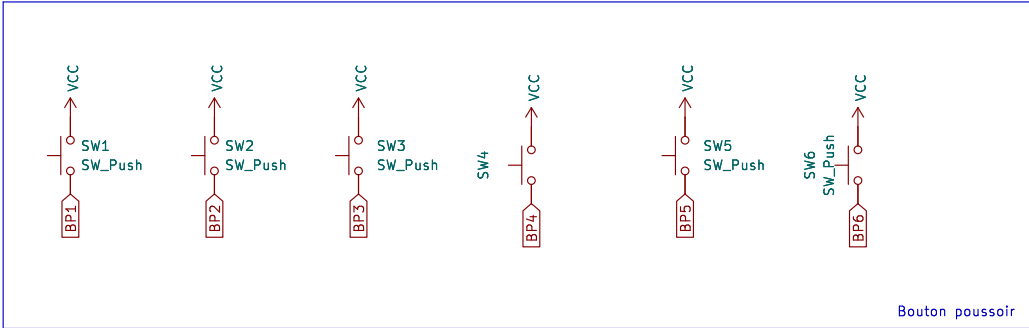 VCC
SW1
SW_Push
BP1
VCC
SW2
SW_Push
BP2
VCC
SW3
SW_Push
BP3
VCC
SW4
BP4
VCC
SW5
SW_Push
BP5
VCC
SW6
SW_Push
BP6
Bouton poussoir